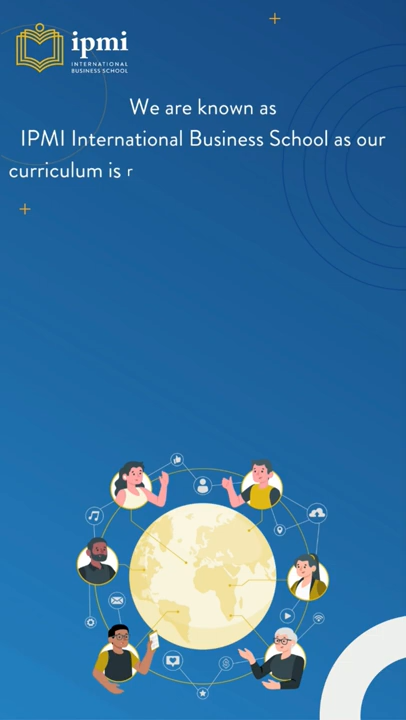 ipmi
INTERNATIONAL
BUSINESS SCHOOL
We are known as
IPMI International Business School as our
curriculum is r